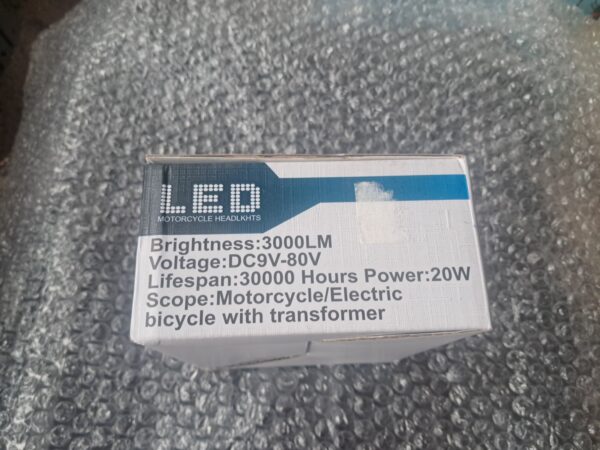 LED
MOTORCYCLE HEADLKHTS
Brightness:3000LM
Voltage:DC9V-80V
Lifespan:30000 Hours Power:20W
Scope:Motorcycle/Electric
bicycle with transformer